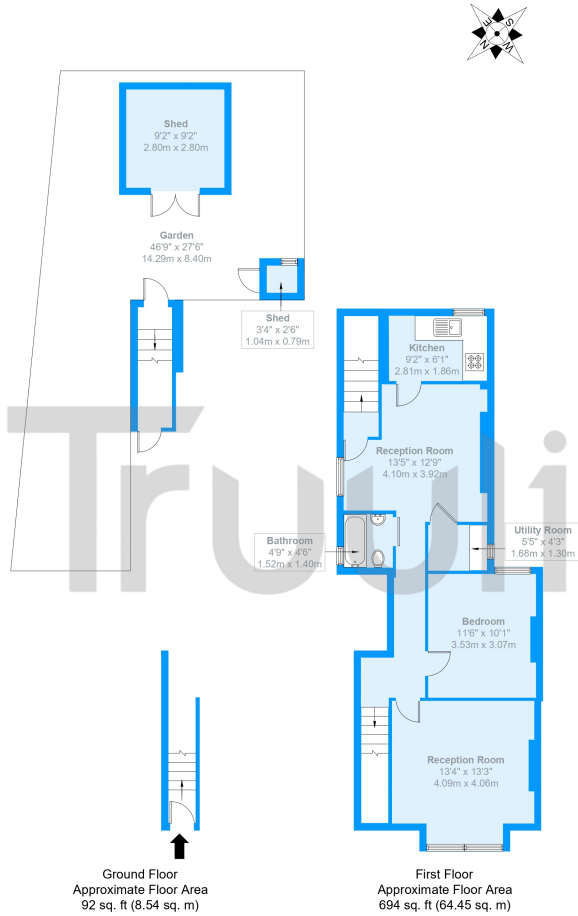 S
E
W
N
Shed
9'2" x 9'2"
2.80m x 2.80m
Garden
46'9" x 27'6"
14.29m x 8.40m
Shed
3'4" x 2'6"
1.04m x 0.79m
Kitchen
9'2" x 6'1"
2.81m x 1.86m
Reception Room
13'5" x 12'9"
4.10m x 3.92m
Truuli
Bathroom
4'9" x 4'6"
1.52m x 1.40m
Utility Room
5'5" x 4'3"
1.68m x 1.30m
Bedroom
11'6" x 10'1"
3.53m x 3.07m
Reception Room
13'4" x 13'3"
4.09m x 4.06m
Ground Floor
Approximate Floor Area
92 sq. ft (8.54 sq. m)
First Floor
Approximate Floor Area
694 sq. ft (64.45 sq. m)